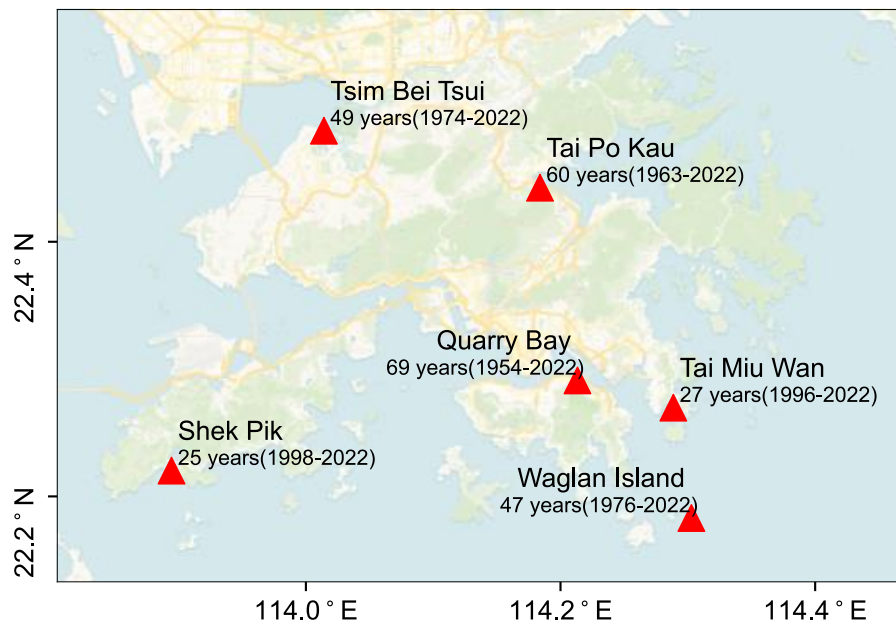 Tsim Bei Tsui
49 years(1974-2022)
Tai Po Kau
60 years(1963-2022)
22.4°N
Quarry Bay
69 years(1954-2022)
Tai Miu Wan
27 years(1996-2022)
Shek Pik
25 years(1998-2022)
Waglan Island
47 years(1976-2022)
22.2°N
114.0°E
114.2°E
114.4°E